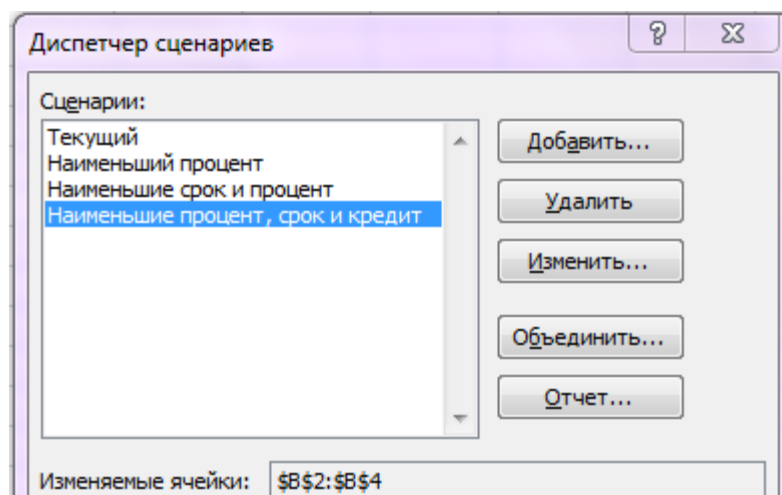 Диспетчер сценариев
Сценарии:
Текущий
Наименьший процент
Наименьшие срок и процент
Наименьшие процент, срок и кредит
Добавить...
Удалить
Изменить...
Объединить...
Отчет...
Изменяемые ячейки: $B$2:$B$4